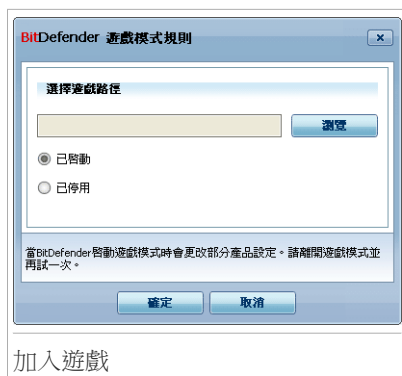 BitDefender 遊戲模式規則
選擇遊戲路徑
瀏覽
已啓動
已停用
當BitDefender啓動遊戲模式時會更改部分產品設定。請離開遊戲模式並
再試一次。
確定
取消
加入遊戲